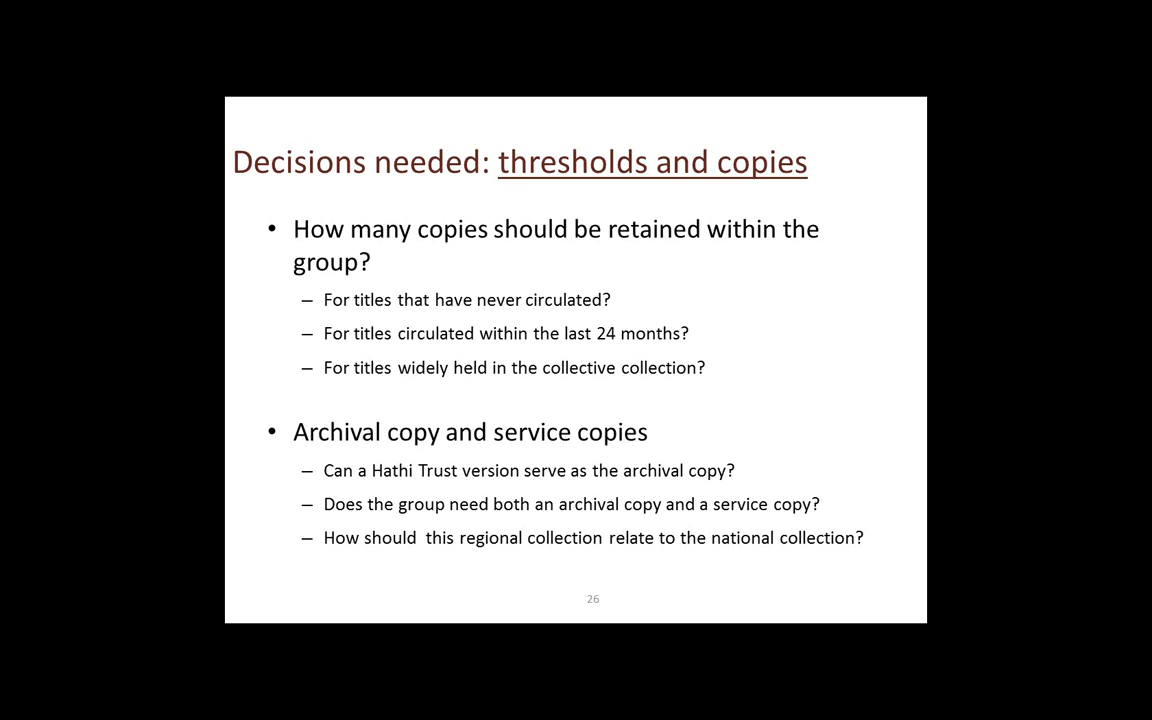 Decisions needed: thresholds and copies
• How many copies should be retained within the
group?
– For titles that have never circulated?
– For titles circulated within the last 24 months?
– For titles widely held in the collective collection?
• Archival copy and service copies
– Can a Hathi Trust version serve as the archival copy?
– Does the group need both an archival copy and a service copy?
– How should  this regional collection relate to the national collection?
26